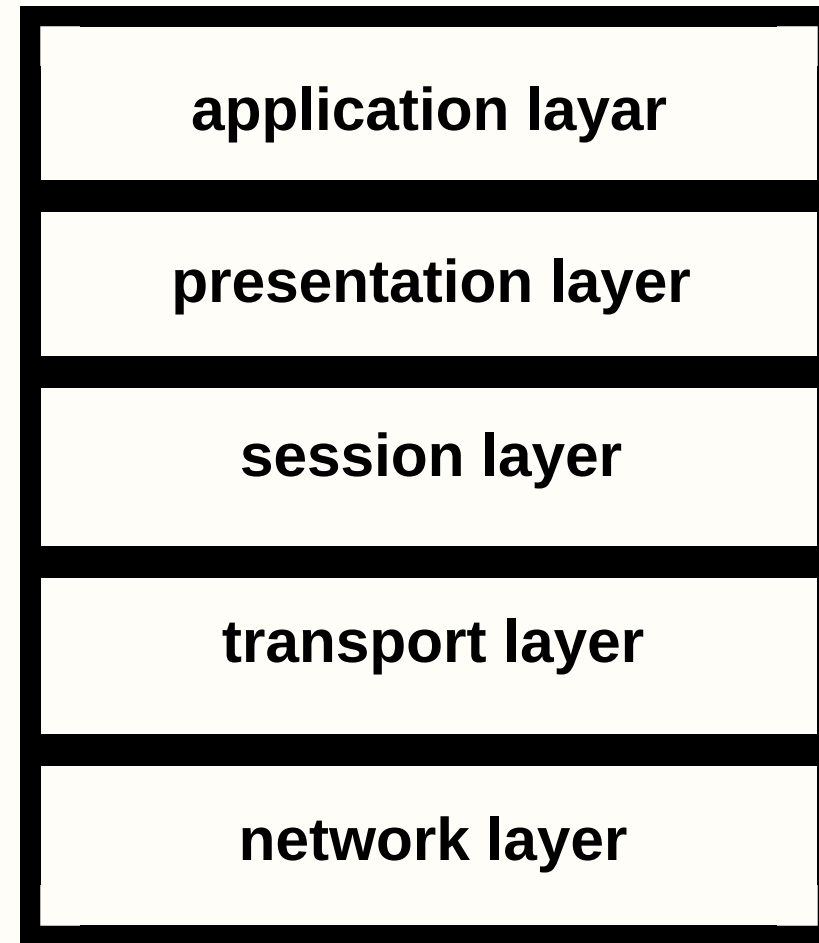 application layar
presentation layer
session layer
transport layer
network layer